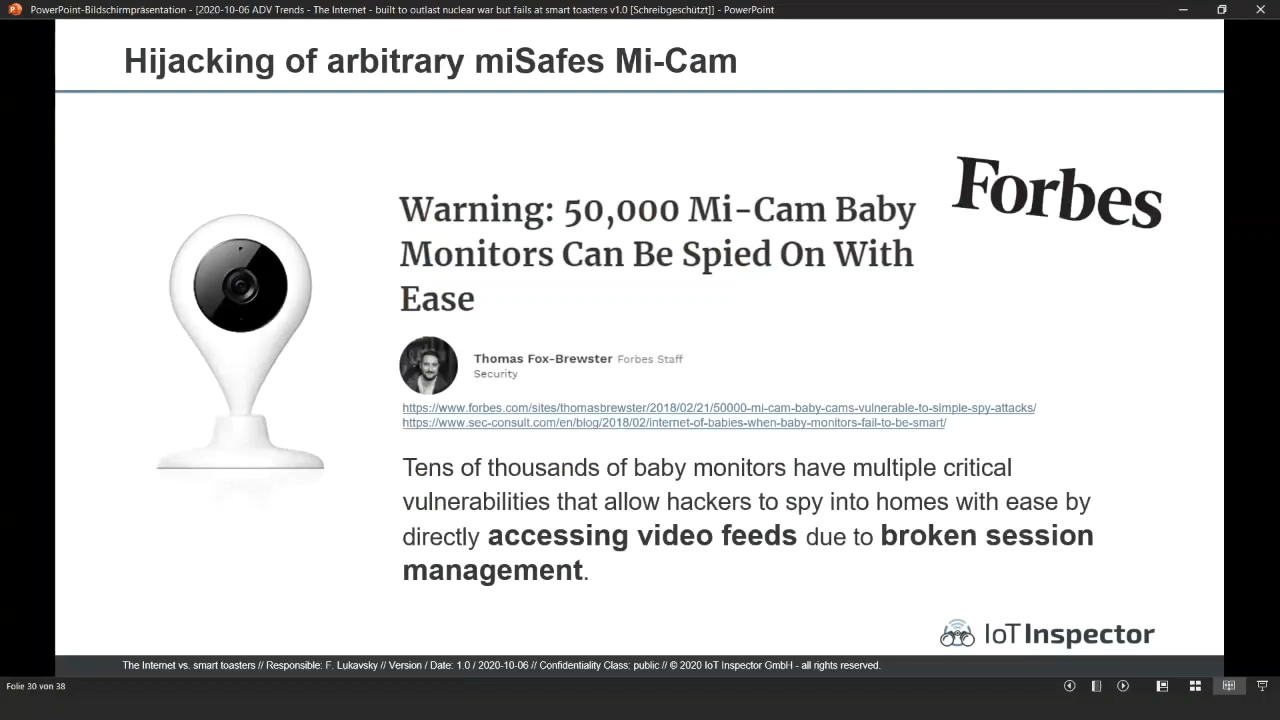 PowerPoint-Bildschirmpräsentation - [2020-10-06 ADV Trends - The Internet - built to outlast nuclear war but fails at smart toasters v1.0 [Schreibgeschützt]] - PowerPoint
Hijacking of arbitrary miSafes Mi-Cam
Forbes
Warning: 50,000 Mi-Cam Baby
Monitors Can Be Spied On With
Ease
Thomas Fox-Brewster Forbes Staff
Security
https://www.forbes.com/sites/thomasbrewster/2018/02/21/50000-mi-cam-baby-cams-vulnerable-to-simple-spy-attacks/
https://www.sec-consult.com/en/blog/2018/02/internet-of-babies-when-baby-monitors-fail-to-be-smart/
Tens of thousands of baby monitors have multiple critical
vulnerabilities that allow hackers to spy into homes with ease by
directly accessing video feeds due to broken session
management.
IoT Inspector
The Internet vs. smart toasters // Responsible: F. Lukavsky // Version / Date: 1.0 / 2020-10-06 // Confidentiality Class: public // © 2020 IoT Inspector GmbH - all rights reserved.
Folie 30 von 38